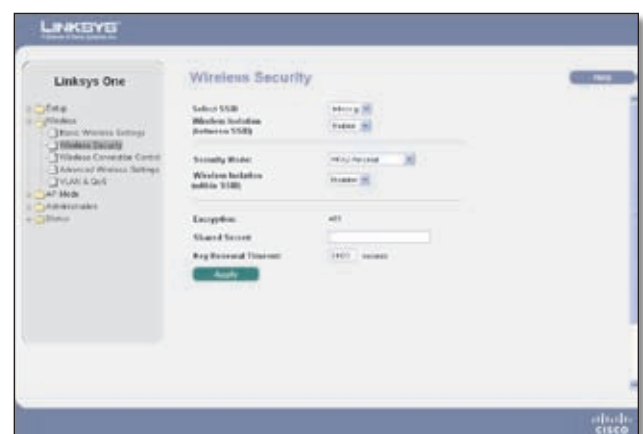 LINKSYS
Linksys One
Setup
Wireless
Basic Wireless Settings
Wireless Security
Wireless Connection Control
Advanced Wireless Settings
VLAN & QoS
AP Mode
Administration
Status
Wireless Security
Help
Select SSID
Wireless Isolation
(between SSID)
Security Mode:
Wireless Isolation
(within SSID)
Encryption:
AES
Shared Secret
Key Renewal Timeout:
seconds
Apply
CISCO